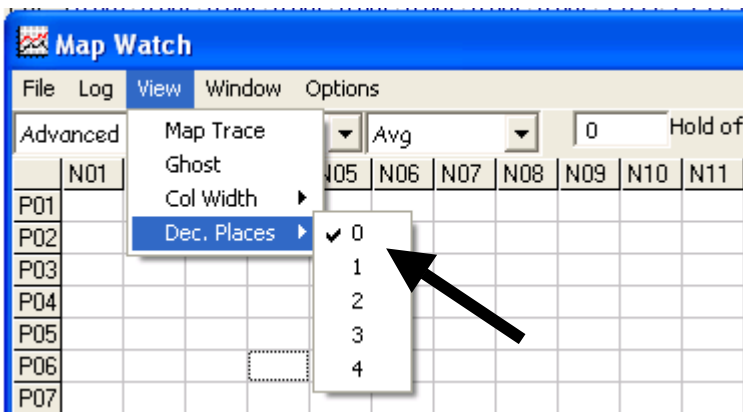 Map Watch
File Log View Window Options
Advanced Avg 0 Hold of
Map Trace
Ghost
Col Width
Dec. Places
0
1
2
3
4
N01 N05 N06 N07 N08 N09 N10 N11
P01
P02
P03
P04
P05
P06
P07